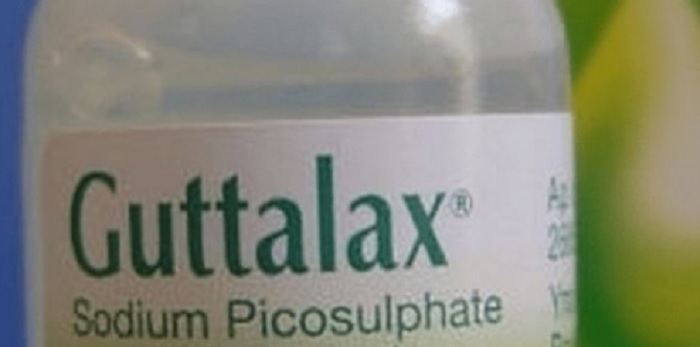 Guttalax®
Sodium Picosulphate